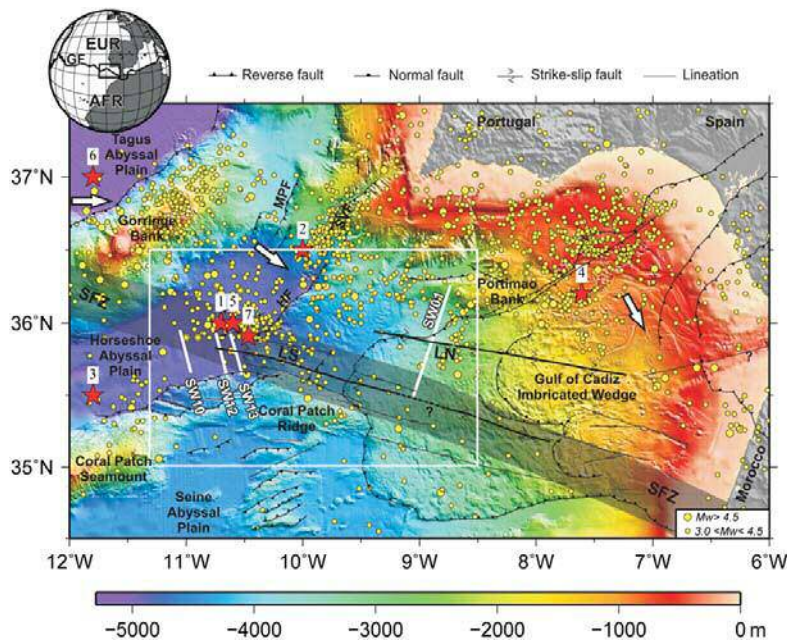 EUR
GF
AFR
Reverse fault
Normal fault
Strike-slip fault
Lineation
Tagus
Abyssal
Plain
Portugal
Spain
6
37°N
MPF
Gorringe
Bank
2
4
SFZ
HF
Portimao
Bank
1
5
7
SW01
36°N
Horseshoe
Abyssal
Plain
LS
LN
?
3
SW10
SW12
SW13
Gulf of Cadiz
Imbricated Wedge
Coral Patch
Ridge
?
35°N
Coral Patch
Seamount
Seine
Abyssal
Plain
SFZ
Morocco
Mw> 4.5
3.0 <Mw< 4.5
12°W
11°W
10°W
9°W
8°W
7°W
6°W
−5000
−4000
−3000
−2000
−1000
0 m